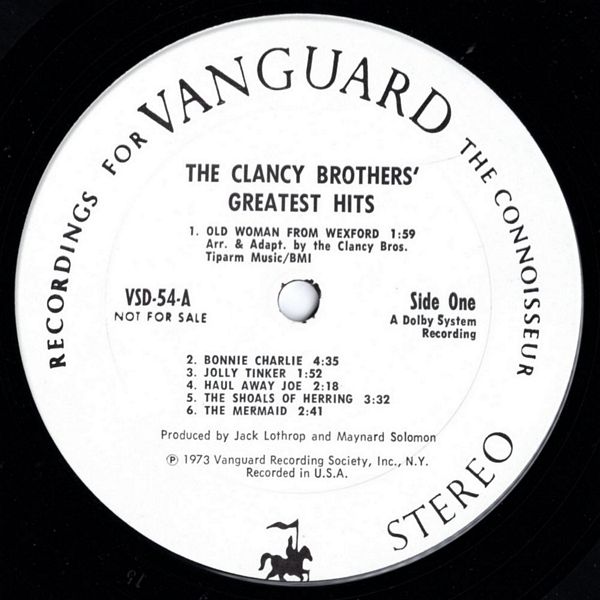 RECORDINGS FOR VANGUARD THE CONNOISSEUR
THE CLANCY BROTHERS'
GREATEST HITS
1. OLD WOMAN FROM WEXFORD 1:59
Arr. & Adapt. by the Clancy Bros.
Tiparm Music/BMI
VSD-54-A
NOT FOR SALE
Side One
A Dolby System
Recording
2. BONNIE CHARLIE 4:35
3. JOLLY TINKER 1:52
4. HAUL AWAY JOE 2:18
5. THE SHOALS OF HERRING 3:32
6. THE MERMAID 2:41
Produced by Jack Lothrop and Maynard Solomon
℗ 1973 Vanguard Recording Society, Inc., N.Y.
Recorded in U.S.A.
STEREO